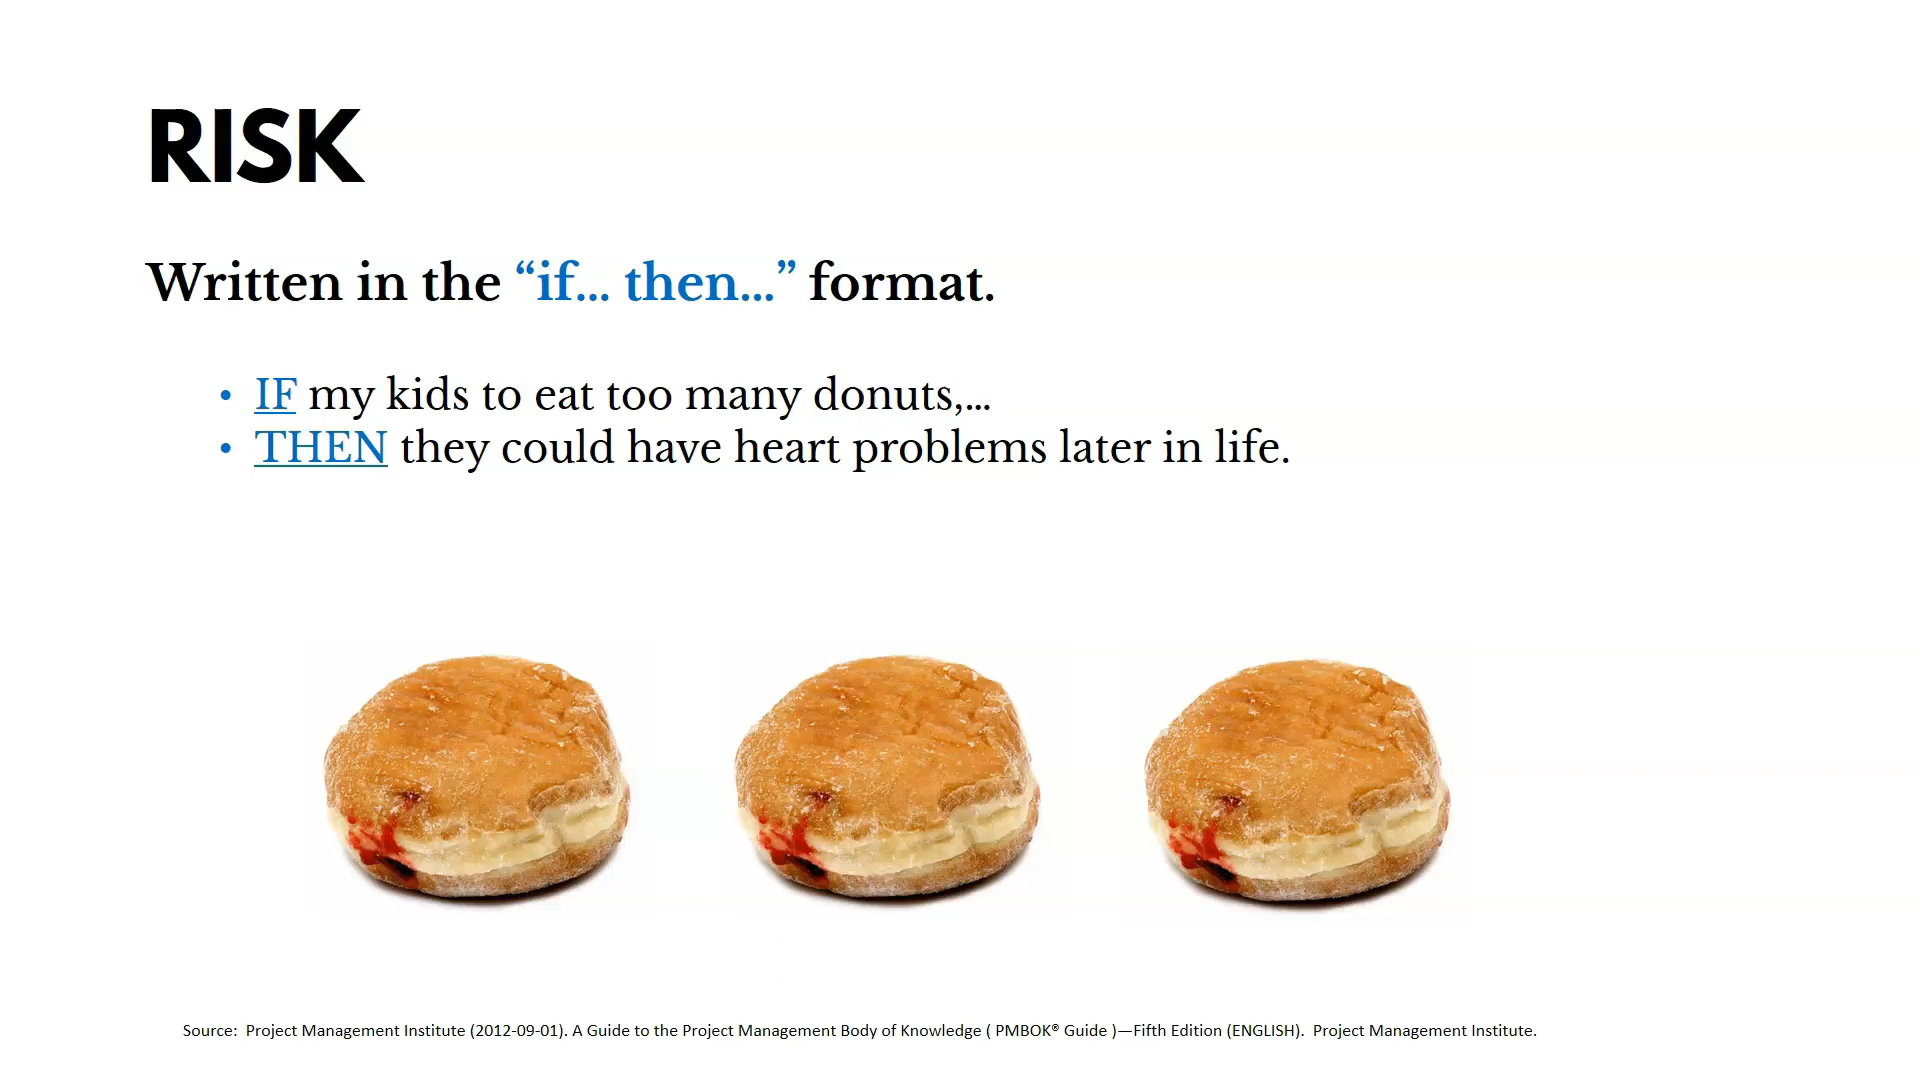 RISK
Written in the “if... then...” format.
• IF my kids to eat too many donuts,...
• THEN they could have heart problems later in life.
Source:  Project Management Institute (2012-09-01). A Guide to the Project Management Body of Knowledge ( PMBOK® Guide )—Fifth Edition (ENGLISH).  Project Management Institute.